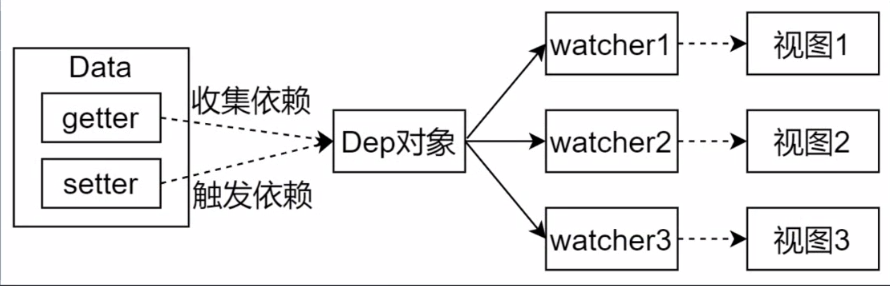 Data
getter
setter
收集依赖
触发依赖
Dep对象
watcher1
视图1
watcher2
视图2
watcher3
视图3